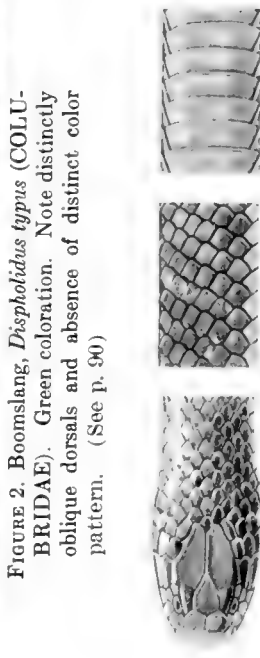 FIGURE 2. Boomslang, Dispholidus typus (COLU-
BRIDAE). Green coloration. Note distinctly
oblique dorsals and absence of distinct color
pattern. (See p. 90)